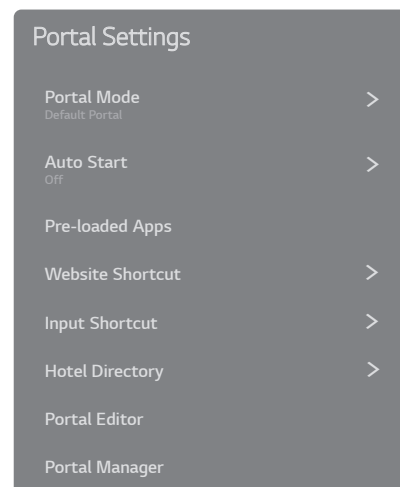 Portal Settings
Portal Mode
Default Portal
Auto Start
Off
Pre-loaded Apps
Website Shortcut
Input Shortcut
Hotel Directory
Portal Editor
Portal Manager